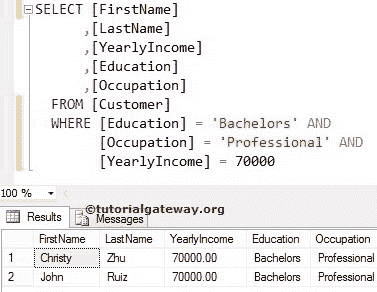 SELECT [FirstName]
,[LastName]
,[YearlyIncome]
,[Education]
,[Occupation]
FROM [Customer]
WHERE [Education] = 'Bachelors' AND
[Occupation] = 'Professional' AND
[YearlyIncome] = 70000
100 %
©tutorialgateway.org
Results Messages
FirstName LastName YearlyIncome Education Occupation
1 Christy Zhu 70000.00 Bachelors Professional
2 John Ruiz 70000.00 Bachelors Professional